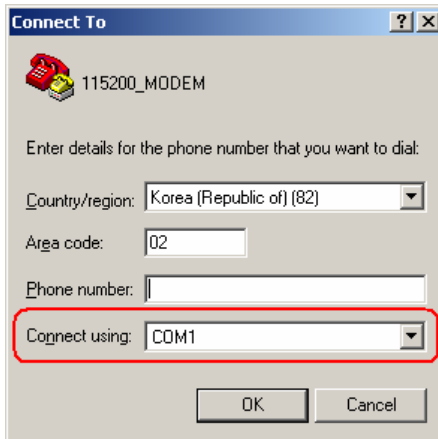 Connect To
115200_MODEM
Enter details for the phone number that you want to dial:
Country/region: Korea (Republic of) (82)
Area code: 02
Phone number:
Connect using: COM1
OK Cancel